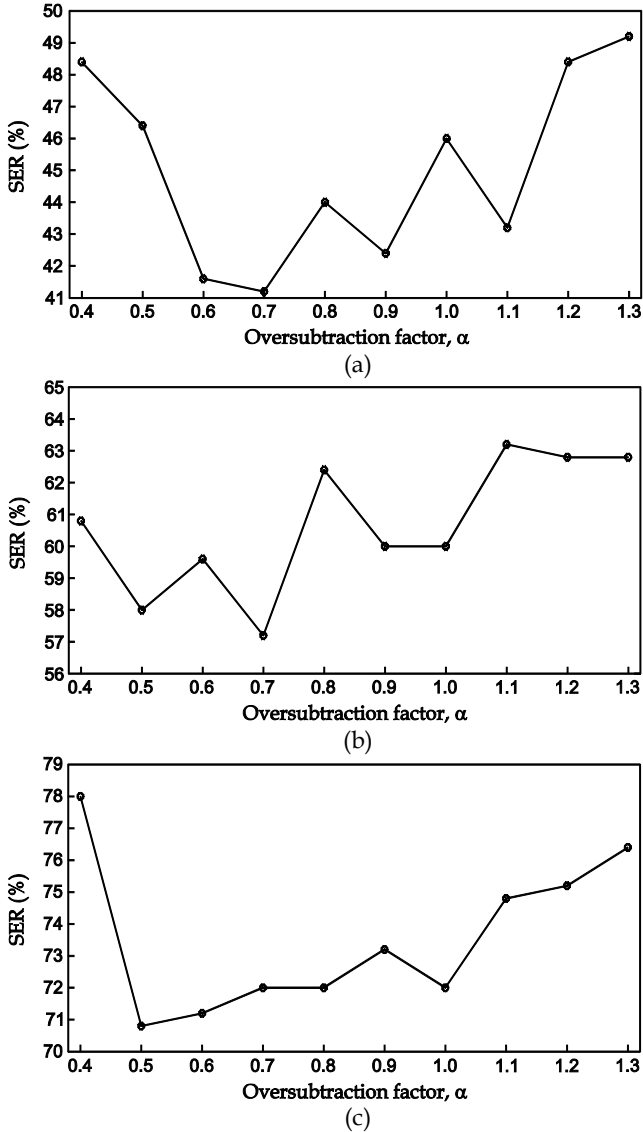 50
49
48
47
46
45
44
43
42
41
SER (%)
0.4 0.5 0.6 0.7 0.8 0.9 1.0 1.1 1.2 1.3
Oversubtraction factor, α
(a)
65
64
63
62
61
60
59
58
57
56
SER (%)
0.4 0.5 0.6 0.7 0.8 0.9 1.0 1.1 1.2 1.3
Oversubtraction factor, α
(b)
79
78
77
76
75
74
73
72
71
70
SER (%)
0.4 0.5 0.6 0.7 0.8 0.9 1.0 1.1 1.2 1.3
Oversubtraction factor, α
(c)